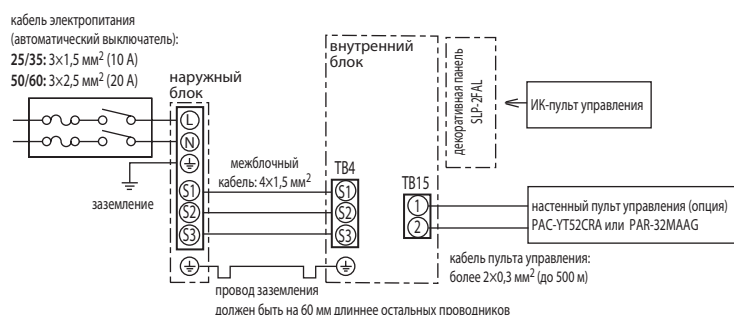 кабель электропитания
(автоматический выключатель):
25/35: 3×1,5 мм² (10 А)
50/60: 3×2,5 мм² (20 А)
наружный
блок
L
N
S1
S2
S3
заземление
межблочный
кабель: 4×1,5 мм²
провод заземления
должен быть на 60 мм длиннее остальных проводников
внутренний
блок
TB4
S1
S2
S3
TB15
1
2
декоративная панель
SLP-2FAL
ИК-пульт управления
настенный пульт управления (опция)
PAC-YT52CRA или PAR-32MAAG
кабель пульта управления:
более 2×0,3 мм² (до 500 м)